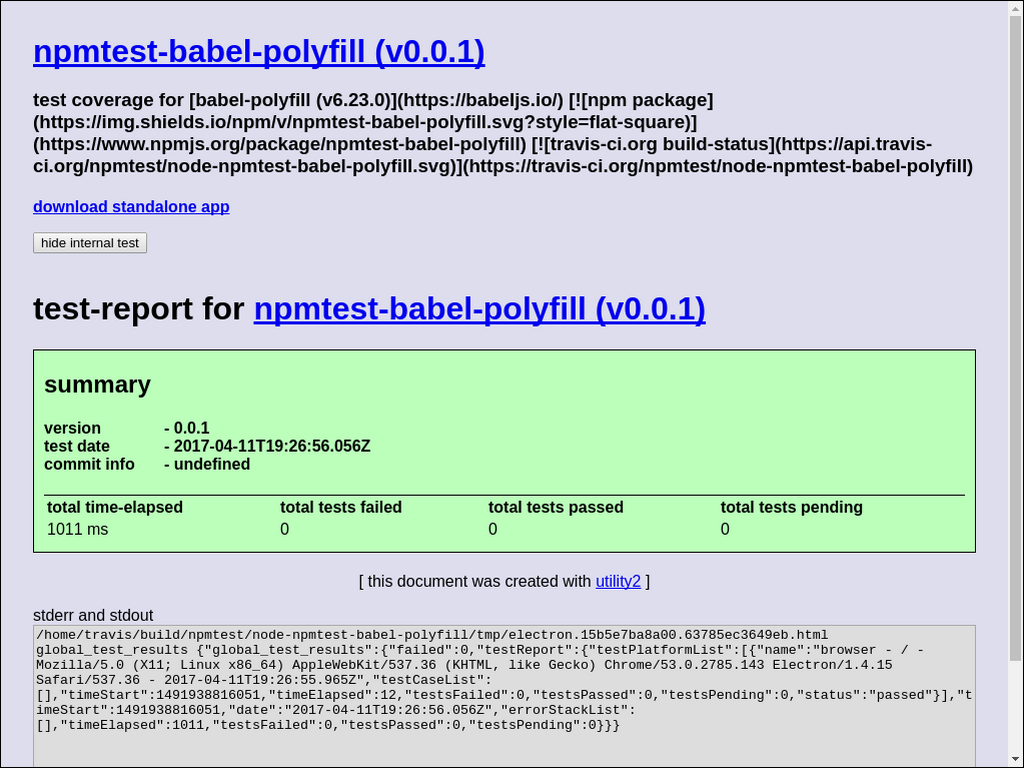 npmtest-babel-polyfill (v0.0.1)
test coverage for [babel-polyfill (v6.23.0)](https://babeljs.io/) [![npm package]
(https://img.shields.io/npm/v/npmtest-babel-polyfill.svg?style=flat-square)]
(https://www.npmjs.org/package/npmtest-babel-polyfill) [![travis-ci.org build-status](https://api.travis-
ci.org/npmtest/node-npmtest-babel-polyfill.svg)](https://travis-ci.org/npmtest/node-npmtest-babel-polyfill)
download standalone app
hide internal test
test-report for npmtest-babel-polyfill (v0.0.1)
summary
version - 0.0.1
test date - 2017-04-11T19:26:56.056Z
commit info - undefined
total time-elapsed total tests failed total tests passed total tests pending
1011 ms 0 0 0
[ this document was created with utility2 ]
stderr and stdout
/home/travis/build/npmtest/node-npmtest-babel-polyfill/tmp/electron.15b5e7ba8a00.63785ec3649eb.html
global_test_results {"global_test_results":{"failed":0,"testReport":{"testPlatformList":[{"name":"browser - / -
Mozilla/5.0 (X11; Linux x86_64) AppleWebKit/537.36 (KHTML, like Gecko) Chrome/53.0.2785.143 Electron/1.4.15
Safari/537.36 - 2017-04-11T19:26:55.965Z","testCaseList":
[],"timeStart":1491938816051,"timeElapsed":12,"testsFailed":0,"testsPassed":0,"testsPending":0,"status":"passed"}],"t
imeStart":1491938816051,"date":"2017-04-11T19:26:56.056Z","errorStackList":
[],"timeElapsed":1011,"testsFailed":0,"testsPassed":0,"testsPending":0}}}